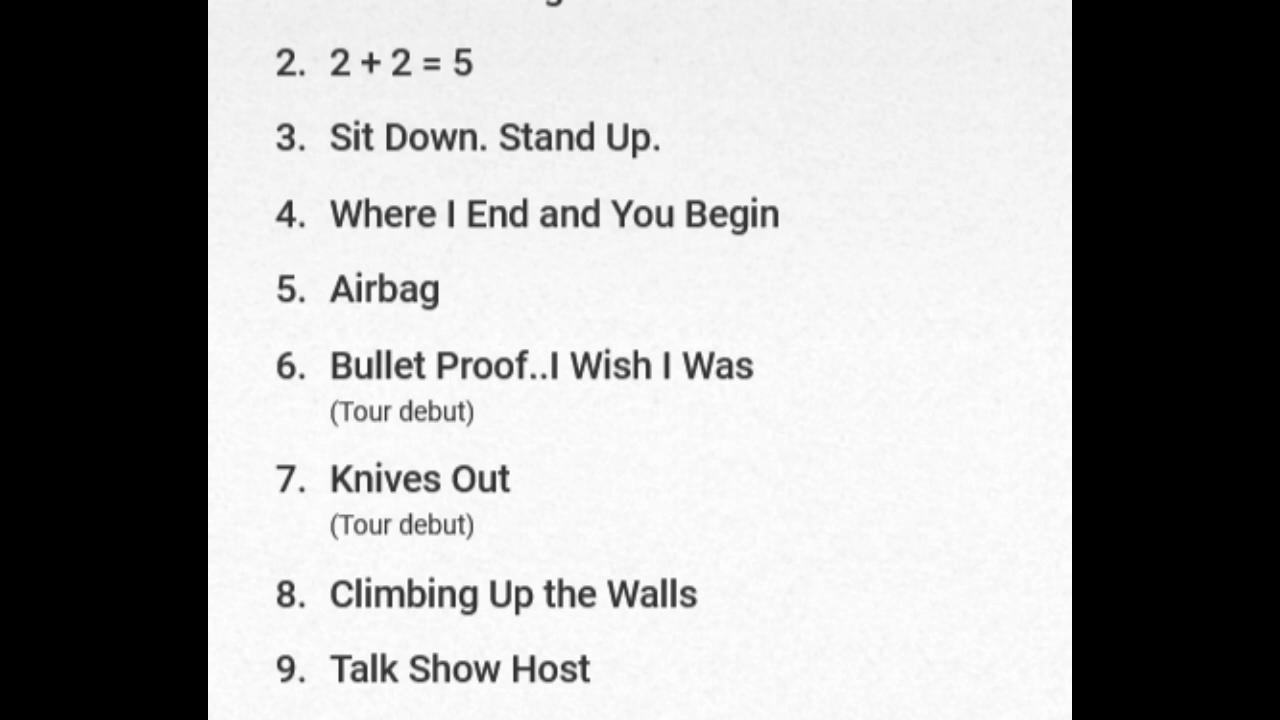 2. 2 + 2 = 5
3. Sit Down. Stand Up.
4. Where I End and You Begin
5. Airbag
6. Bullet Proof..I Wish I Was
(Tour debut)
7. Knives Out
(Tour debut)
8. Climbing Up the Walls
9. Talk Show Host